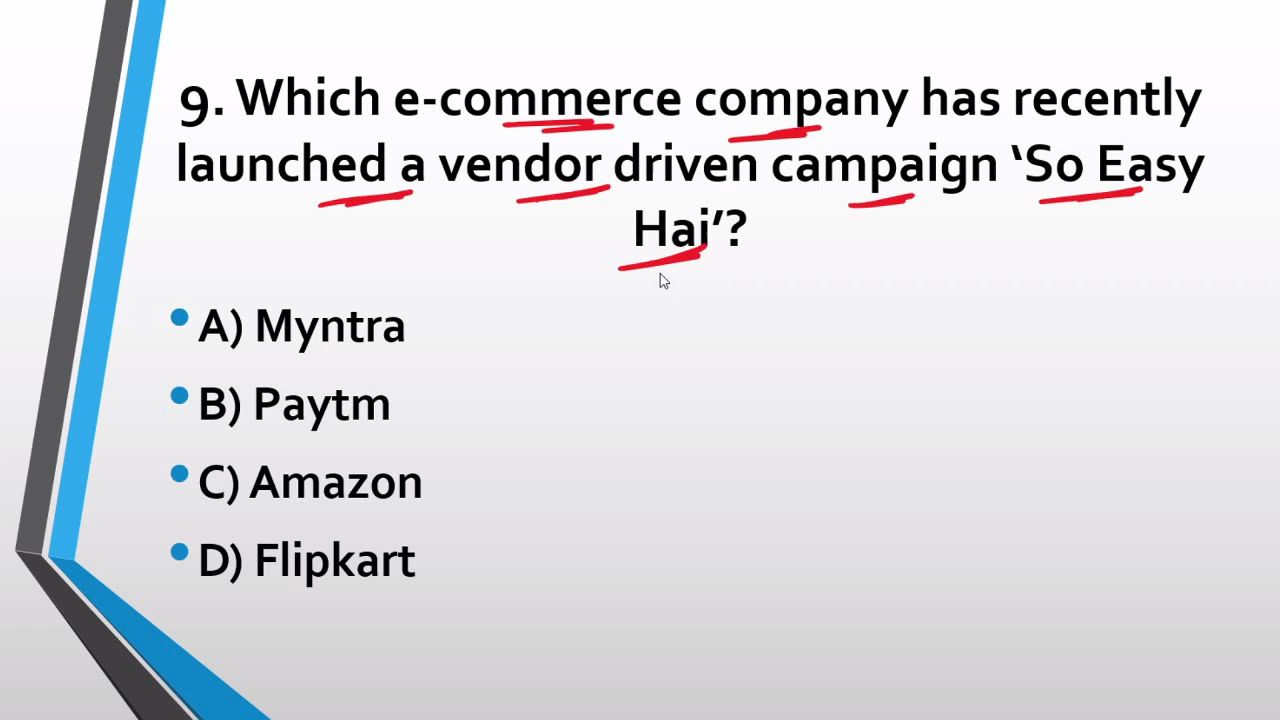 9. Which e-commerce company has recently
launched a vendor driven campaign ‘So Easy
Hai’?
A) Myntra
B) Paytm
C) Amazon
D) Flipkart